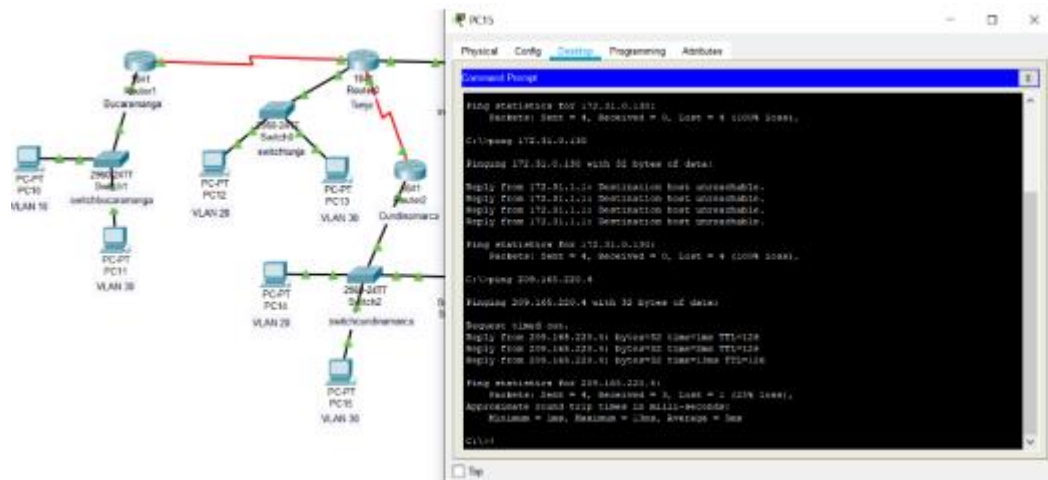 PC15
Physical Config Desktop Programming Attributes
Command Prompt
Ping statistics for 172.31.0.130:
Packets: Sent = 4, Received = 0, Lost = 4 (100% loss),
C:\>ping 172.31.0.130
Pinging 172.31.0.130 with 32 bytes of data:
Reply from 172.31.1.1: Destination host unreachable.
Reply from 172.31.1.1: Destination host unreachable.
Reply from 172.31.1.1: Destination host unreachable.
Reply from 172.31.1.1: Destination host unreachable.
Ping statistics for 172.31.0.130:
Packets: Sent = 4, Received = 0, Lost = 4 (100% loss),
C:\>ping 209.165.220.4
Pinging 209.165.220.4 with 32 bytes of data:
Request timed out.
Reply from 209.165.220.4: bytes=32 time=1ms TTL=126
Reply from 209.165.220.4: bytes=32 time=2ms TTL=126
Reply from 209.165.220.4: bytes=32 time=13ms TTL=126
Ping statistics for 209.165.220.4:
Packets: Sent = 4, Received = 3, Lost = 1 (25% loss),
Approximate round trip times in milli-seconds:
Minimum = 1ms, Maximum = 13ms, Average = 5ms
C:\>
Top
Router1
Bucaramanga
Tunja
2960-24TT
switchtunja
Cundinamarca
PC-PT
PC10
VLAN 10
2960-24TT
Switch1
switchbucaramanga
PC-PT
PC11
VLAN 30
PC-PT
PC12
VLAN 20
PC-PT
PC13
VLAN 30
PC-PT
PC14
VLAN 20
Switch2
switchcundinamarca
PC-PT
PC15
VLAN 30